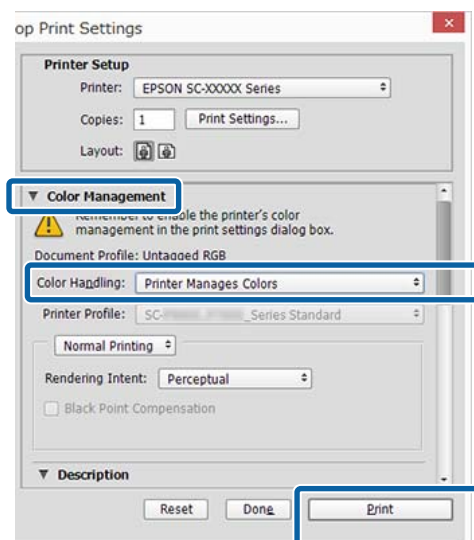 op Print Settings
Printer Setup
Printer: EPSON SC-XXXXX Series
Copies: 1 Print Settings...
Layout:
Color Management
Remember to enable the printer's color
management in the print settings dialog box.
Document Profile: Untagged RGB
Color Handling: Printer Manages Colors
Printer Profile: SC- _Series Standard
Normal Printing
Rendering Intent: Perceptual
Black Point Compensation
Description
Reset Done Print